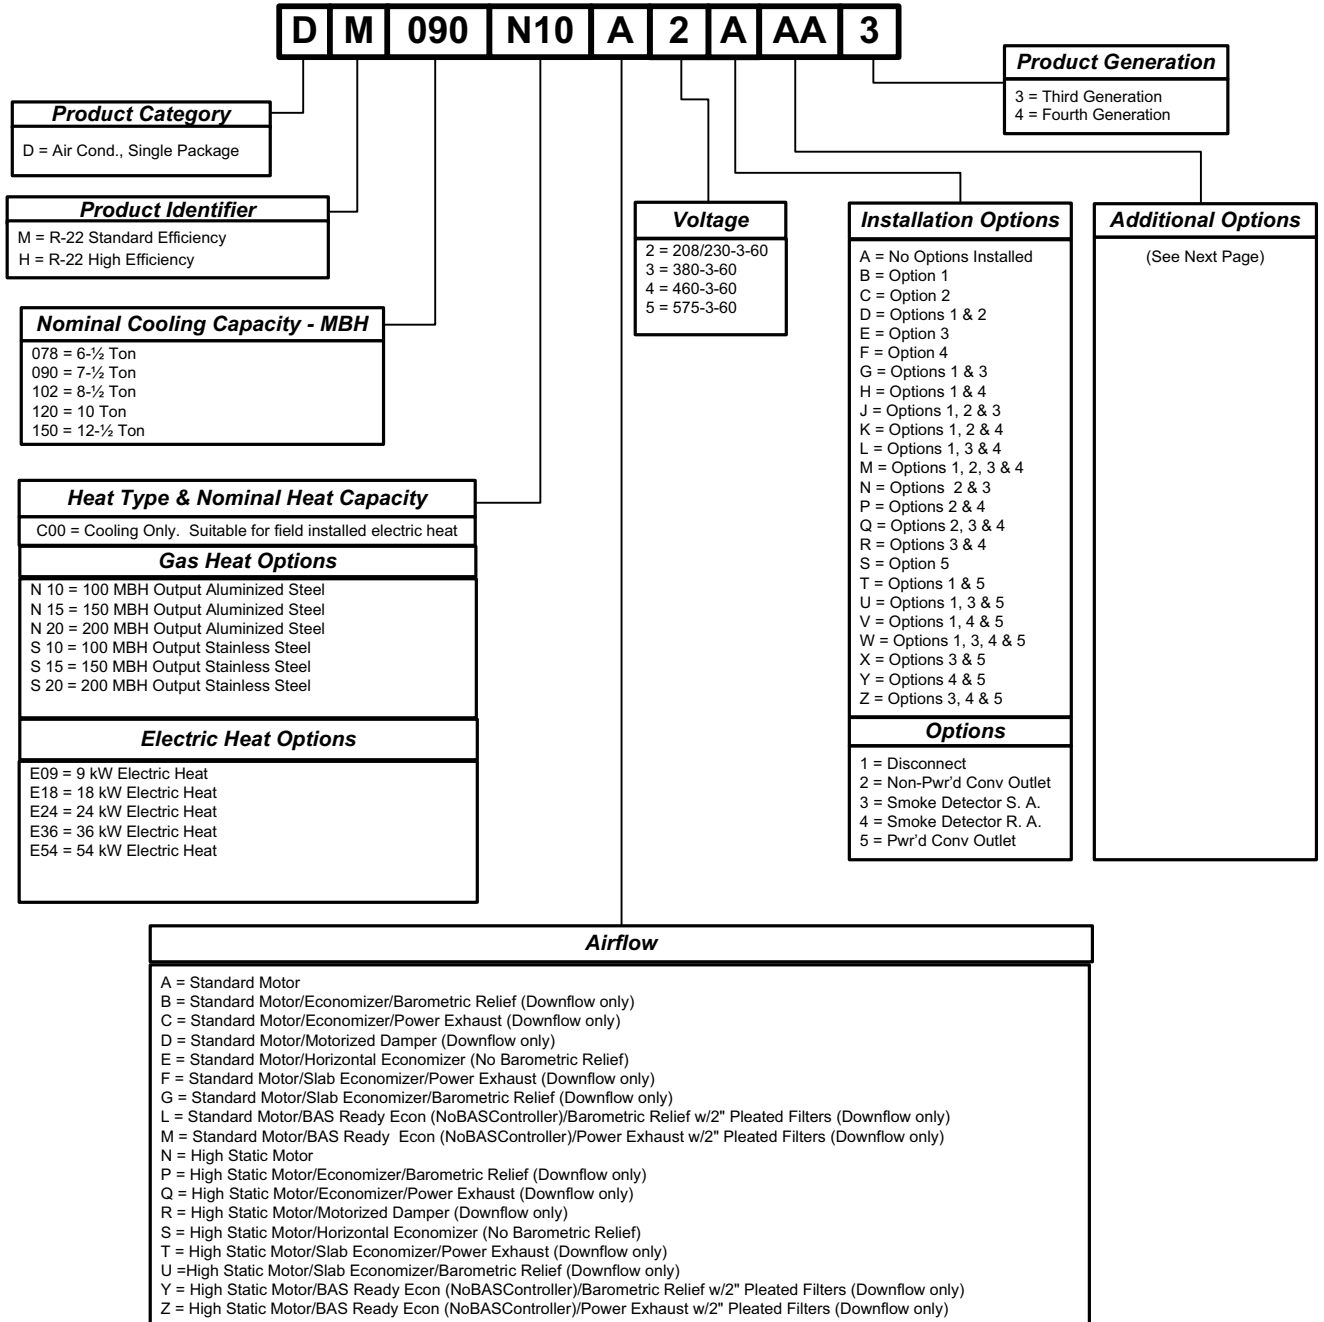 D M 090 N10 A 2 A AA 3
Product Generation
3 = Third Generation
4 = Fourth Generation
Product Category
D = Air Cond., Single Package
Product Identifier
M = R-22 Standard Efficiency
H = R-22 High Efficiency
Nominal Cooling Capacity - MBH
078 = 6-½ Ton
090 = 7-½ Ton
102 = 8-½ Ton
120 = 10 Ton
150 = 12-½ Ton
Heat Type & Nominal Heat Capacity
C00 = Cooling Only. Suitable for field installed electric heat
Gas Heat Options
N 10 = 100 MBH Output Aluminized Steel
N 15 = 150 MBH Output Aluminized Steel
N 20 = 200 MBH Output Aluminized Steel
S 10 = 100 MBH Output Stainless Steel
S 15 = 150 MBH Output Stainless Steel
S 20 = 200 MBH Output Stainless Steel
Electric Heat Options
E09 = 9 kW Electric Heat
E18 = 18 kW Electric Heat
E24 = 24 kW Electric Heat
E36 = 36 kW Electric Heat
E54 = 54 kW Electric Heat
Voltage
2 = 208/230-3-60
3 = 380-3-60
4 = 460-3-60
5 = 575-3-60
Installation Options
A = No Options Installed
B = Option 1
C = Option 2
D = Options 1 & 2
E = Option 3
F = Option 4
G = Options 1 & 3
H = Options 1 & 4
J = Options 1, 2 & 3
K = Options 1, 2 & 4
L = Options 1, 3 & 4
M = Options 1, 2, 3 & 4
N = Options 2 & 3
P = Options 2 & 4
Q = Options 2, 3 & 4
R = Options 3 & 4
S = Option 5
T = Options 1 & 5
U = Options 1, 3 & 5
V = Options 1, 4 & 5
W = Options 1, 3, 4 & 5
X = Options 3 & 5
Y = Options 4 & 5
Z = Options 3, 4 & 5
Options
1 = Disconnect
2 = Non-Pwr'd Conv Outlet
3 = Smoke Detector S. A.
4 = Smoke Detector R. A.
5 = Pwr'd Conv Outlet
Additional Options
(See Next Page)
Airflow
A = Standard Motor
B = Standard Motor/Economizer/Barometric Relief (Downflow only)
C = Standard Motor/Economizer/Power Exhaust (Downflow only)
D = Standard Motor/Motorized Damper (Downflow only)
E = Standard Motor/Horizontal Economizer (No Barometric Relief)
F = Standard Motor/Slab Economizer/Power Exhaust (Downflow only)
G = Standard Motor/Slab Economizer/Barometric Relief (Downflow only)
L = Standard Motor/BAS Ready Econ (NoBASController)/Barometric Relief w/2" Pleated Filters (Downflow only)
M = Standard Motor/BAS Ready Econ (NoBASController)/Power Exhaust w/2" Pleated Filters (Downflow only)
N = High Static Motor
P = High Static Motor/Economizer/Barometric Relief (Downflow only)
Q = High Static Motor/Economizer/Power Exhaust (Downflow only)
R = High Static Motor/Motorized Damper (Downflow only)
S = High Static Motor/Horizontal Economizer (No Barometric Relief)
T = High Static Motor/Slab Economizer/Power Exhaust (Downflow only)
U =High Static Motor/Slab Economizer/Barometric Relief (Downflow only)
Y = High Static Motor/BAS Ready Econ (NoBASController)/Barometric Relief w/2" Pleated Filters (Downflow only)
Z = High Static Motor/BAS Ready Econ (NoBASController)/Power Exhaust w/2" Pleated Filters (Downflow only)